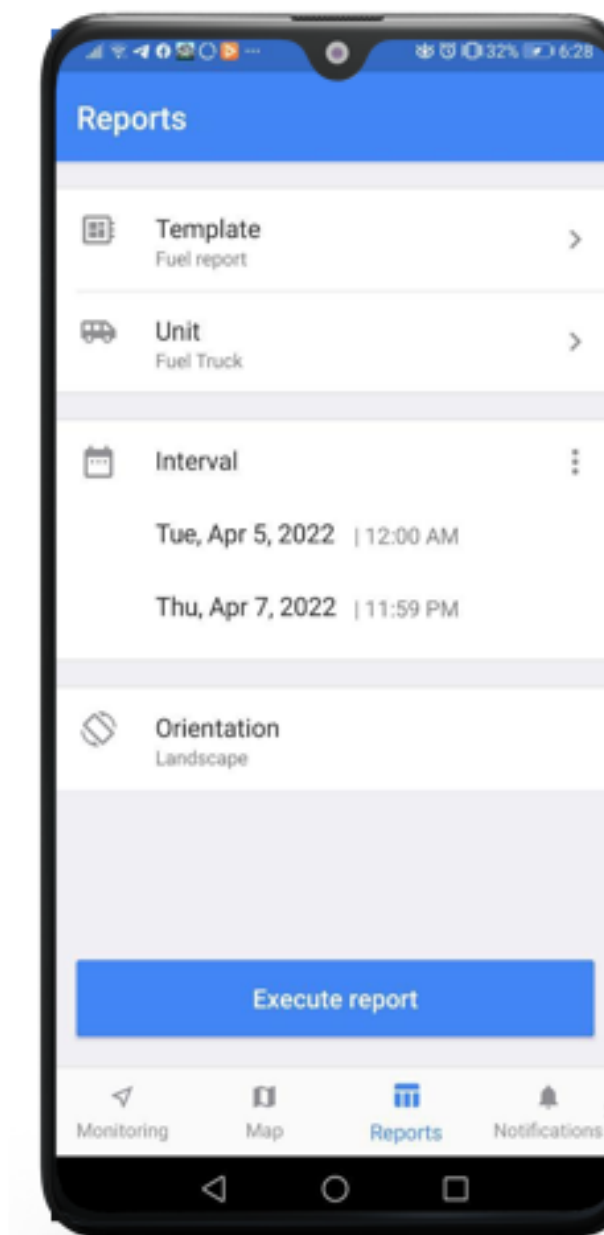 32% 6:28
Reports
Template
Fuel report
Unit
Fuel Truck
Interval
Tue, Apr 5, 2022 | 12:00 AM
Thu, Apr 7, 2022 | 11:59 PM
Orientation
Landscape
Execute report
Monitoring Map Reports Notifications